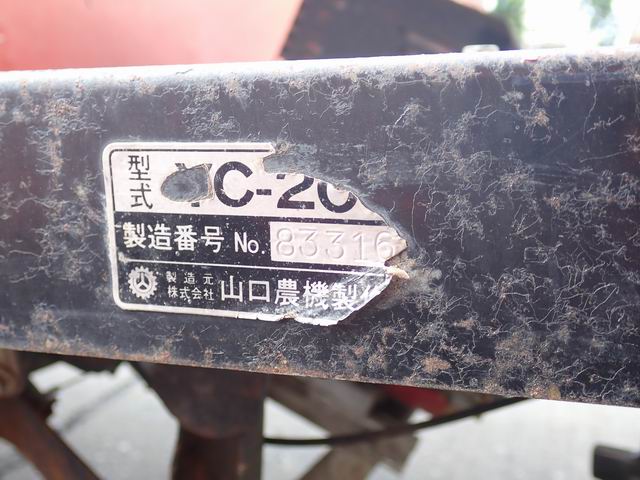 型式 YC-20
製造番号 No. 83316
製造元
株式会社 山口農機製